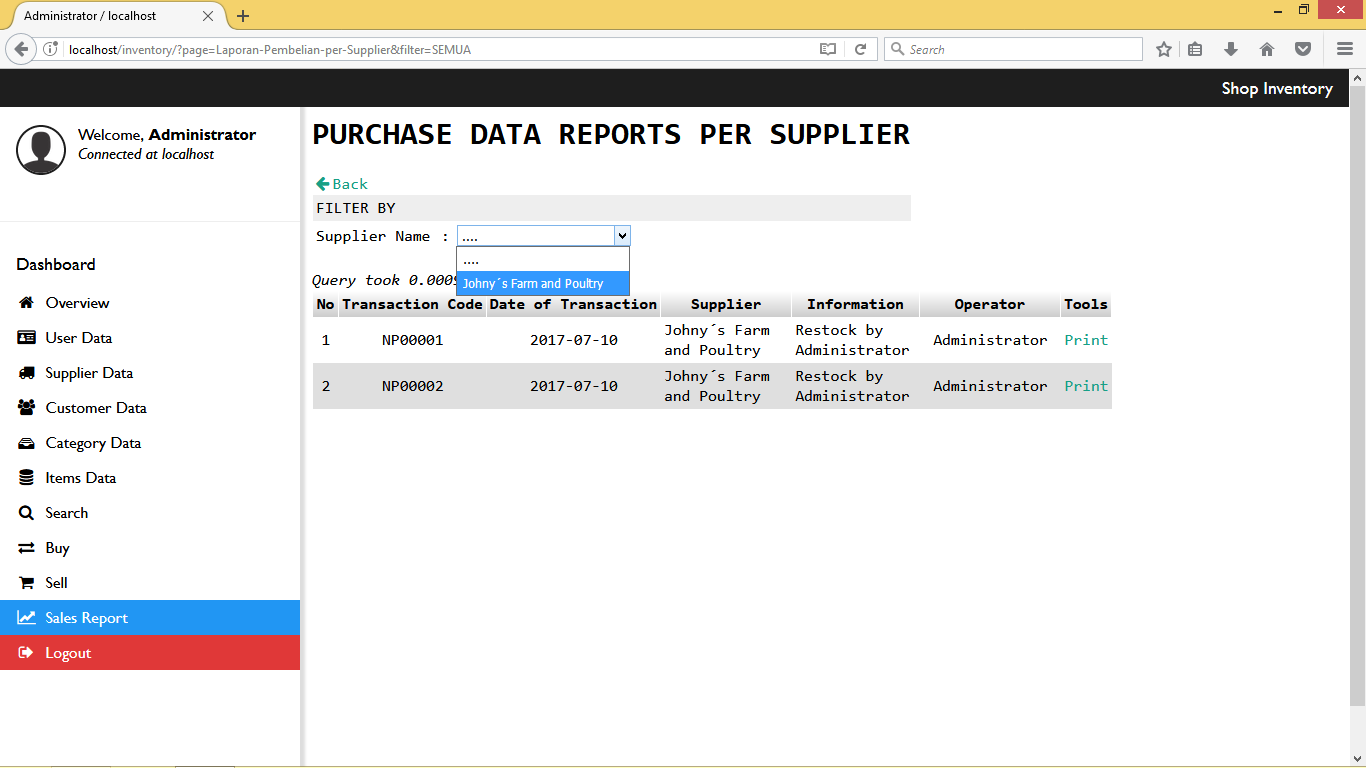 Administrator / localhost
localhost/inventory/?page=Laporan-Pembelian-per-Supplier&filter=SEMUA
Search
Shop Inventory
Welcome, Administrator
Connected at localhost
Dashboard
Overview
User Data
Supplier Data
Customer Data
Category Data
Items Data
Search
Buy
Sell
Sales Report
Logout
PURCHASE DATA REPORTS PER SUPPLIER
Back
FILTER BY
Supplier Name : ....
....
Johny´s Farm and Poultry
Query took
No Transaction Code Date of Transaction Supplier Information Operator Tools
1 NP00001 2017-07-10 Johny´s Farm and Poultry Restock by Administrator Administrator Print
2 NP00002 2017-07-10 Johny´s Farm and Poultry Restock by Administrator Administrator Print